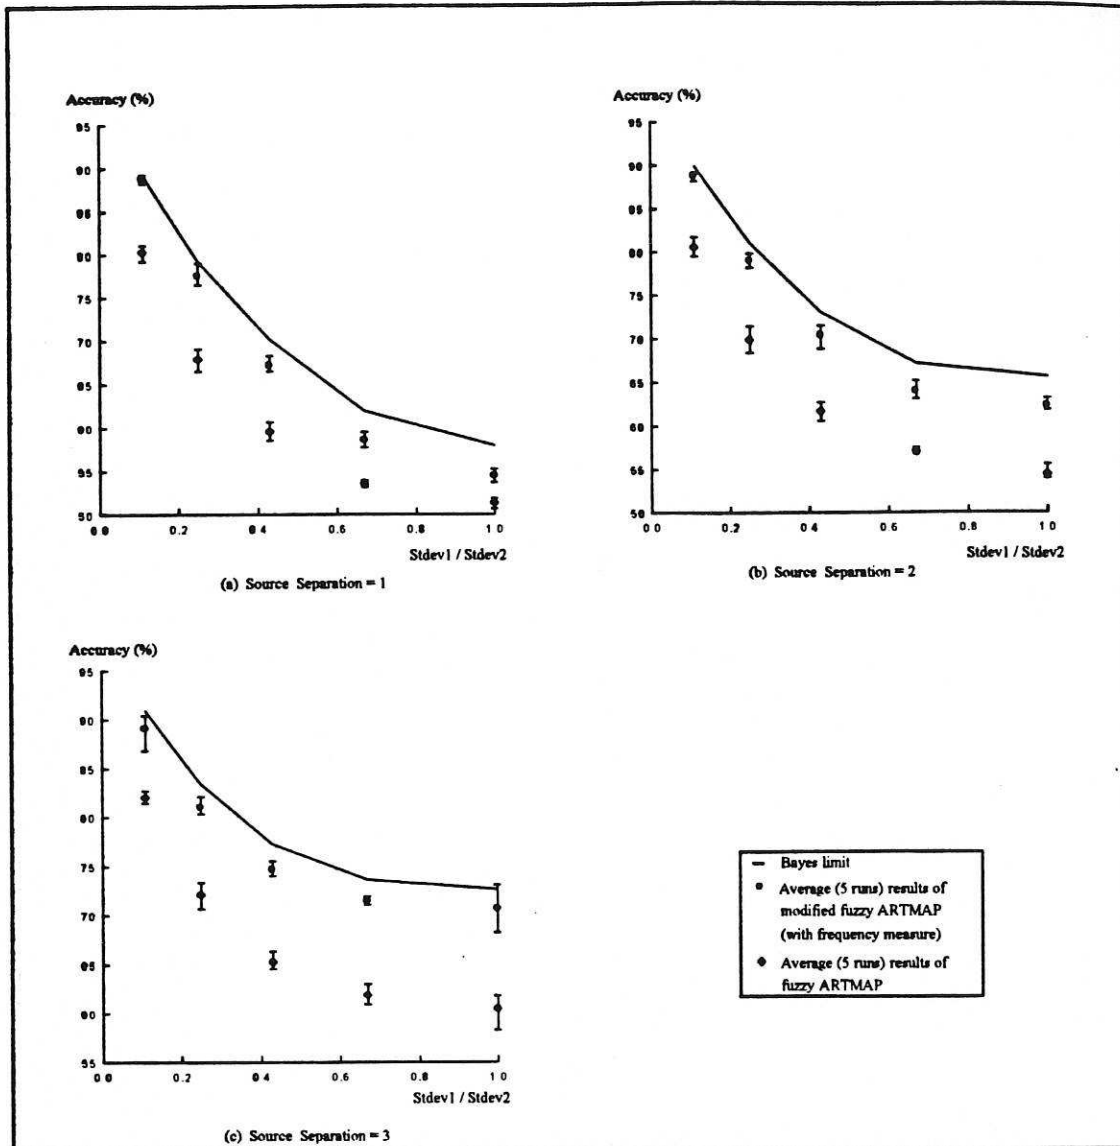 Accuracy (%)
95
90
85
80
75
70
65
60
55
50
0.0 0.2 0.4 0.6 0.8 1.0
Stdev1 / Stdev2
(a) Source Separation = 1
Accuracy (%)
95
90
85
80
75
70
65
60
55
50
0.0 0.2 0.4 0.6 0.8 1.0
Stdev1 / Stdev2
(b) Source Separation = 2
Accuracy (%)
95
90
85
80
75
70
65
60
55
0.0 0.2 0.4 0.6 0.8 1.0
Stdev1 / Stdev2
(c) Source Separation = 3
Bayes limit
Average (5 runs) results of
modified fuzzy ARTMAP
(with frequency measure)
Average (5 runs) results of
fuzzy ARTMAP